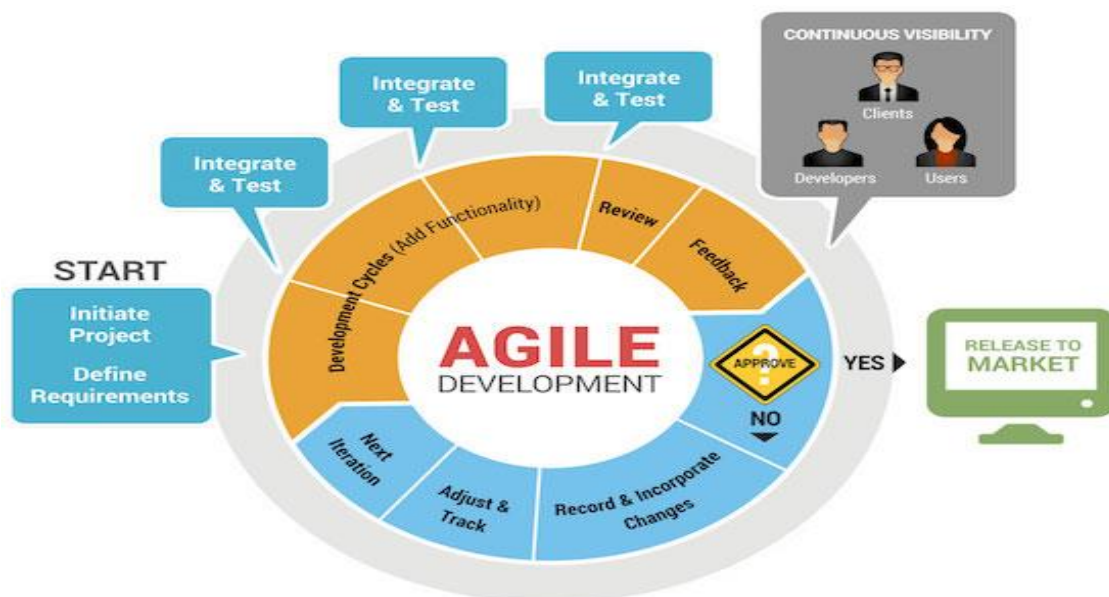 START
Initiate
Project
Define
Requirements
Integrate
& Test
Integrate
& Test
Integrate
& Test
CONTINUOUS VISIBILITY
Clients
Developers
Users
Development Cycles (Add Functionality)
Review
Feedback
AGILE
DEVELOPMENT
?
APPROVE
YES
RELEASE TO
MARKET
NO
Record & Incorporate
Changes
Adjust &
Track
Next
Iteration